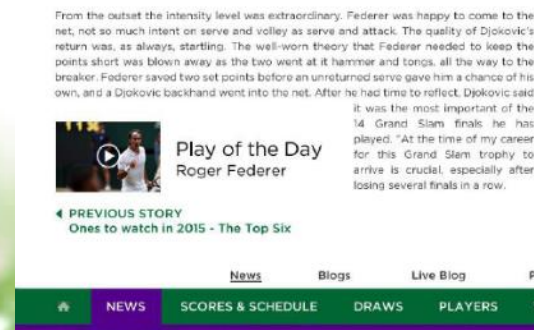 From the outset the intensity level was extraordinary. Federer was happy to come to the
net, not so much intent on serve and volley as serve and attack. The quality of Djokovic's
return was, as always, startling. The well-worn theory that Federer needed to keep the
points short was blown away as the two went at it hammer and tongs, all the way to the
breaker. Federer saved two set points before an unreturned serve gave him a chance of his
own, and a Djokovic backhand went into the net. After he had time to reflect, Djokovic said
it was the most important of the
14 Grand Slam finals he has
played. "At the time of my career
for this Grand Slam trophy to
arrive is crucial, especially after
losing several finals in a row.
Play of the Day
Roger Federer
PREVIOUS STORY
Ones to watch in 2015 - The Top Six
News Blogs Live Blog P
NEWS SCORES & SCHEDULE DRAWS PLAYERS